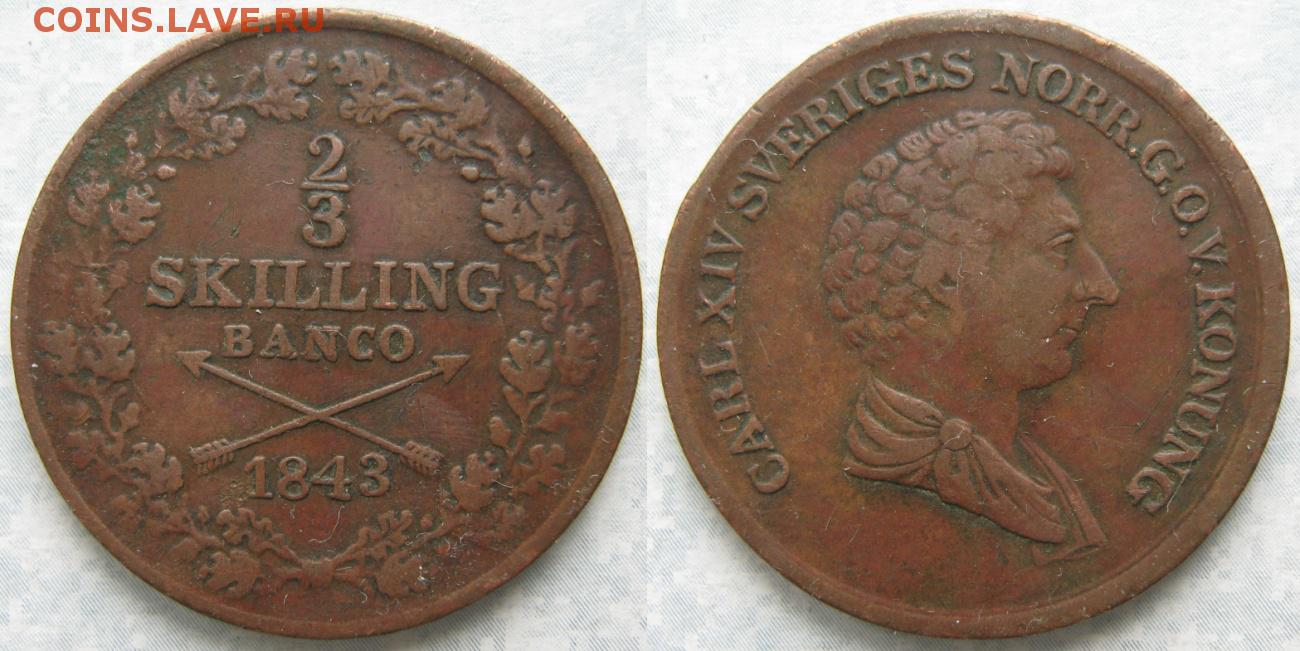 COINS.LAVE.RU
2
3
SKILLING
BANCO
1843
CARL XIV SVERIGES NORR.G.O.V.KONUNG